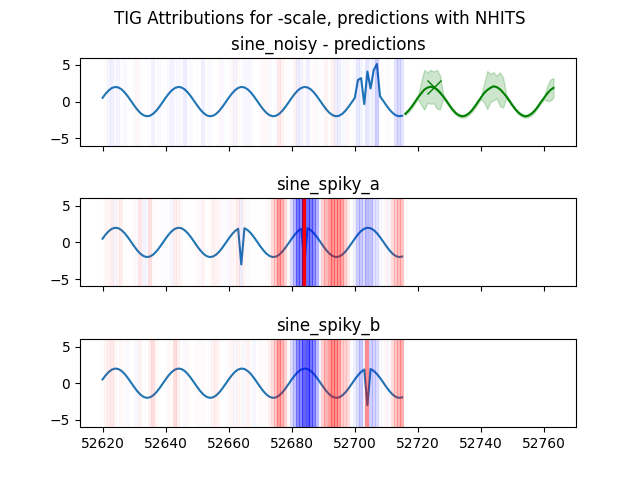 TIG Attributions for -scale, predictions with NHITS
sine_noisy - predictions
5
0
−5
sine_spiky_a
5
0
−5
sine_spiky_b
5
0
−5
52620 52640 52660 52680 52700 52720 52740 52760